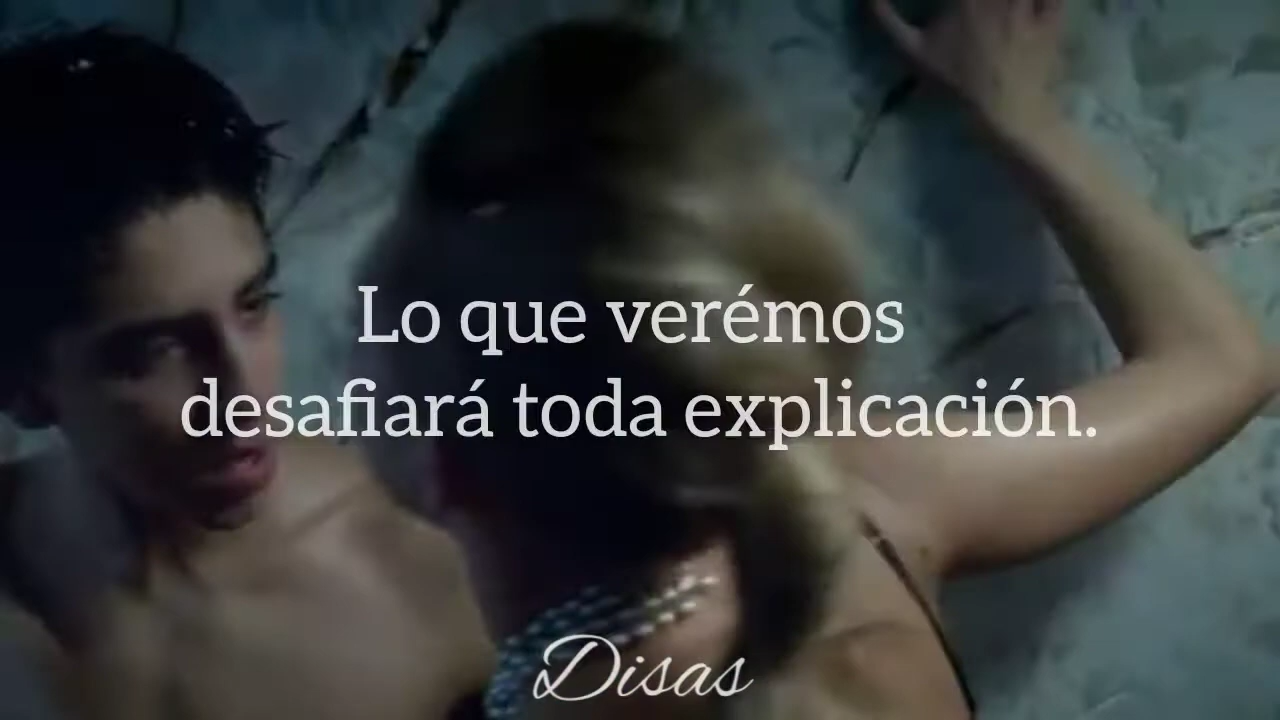 Lo que verémos
desafiará toda explicación.
Disas